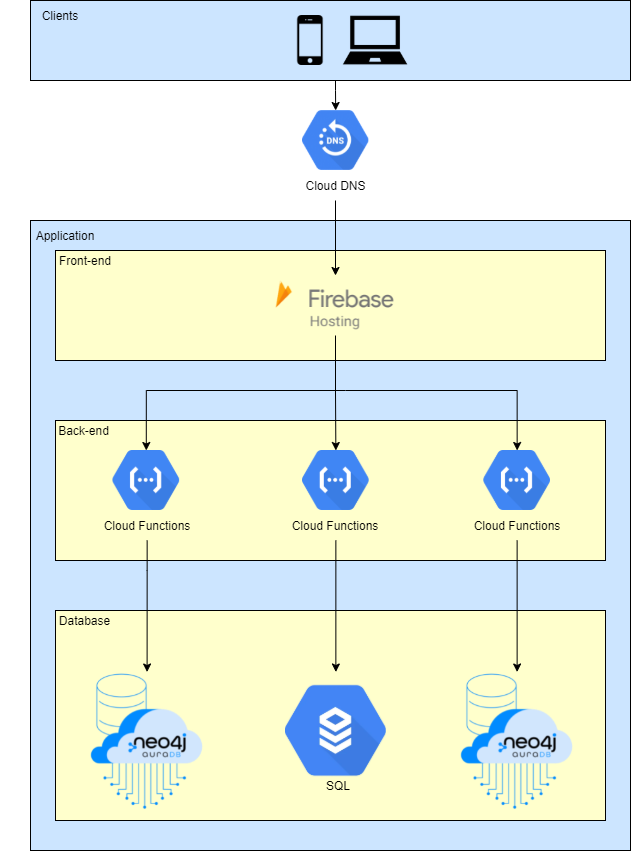 Clients
DNS
Cloud DNS
Application
Front-end
Firebase
Hosting
Back-end
Cloud Functions
Cloud Functions
Cloud Functions
Database
neo4j
auraDB
neo4j
auraDB
SQL